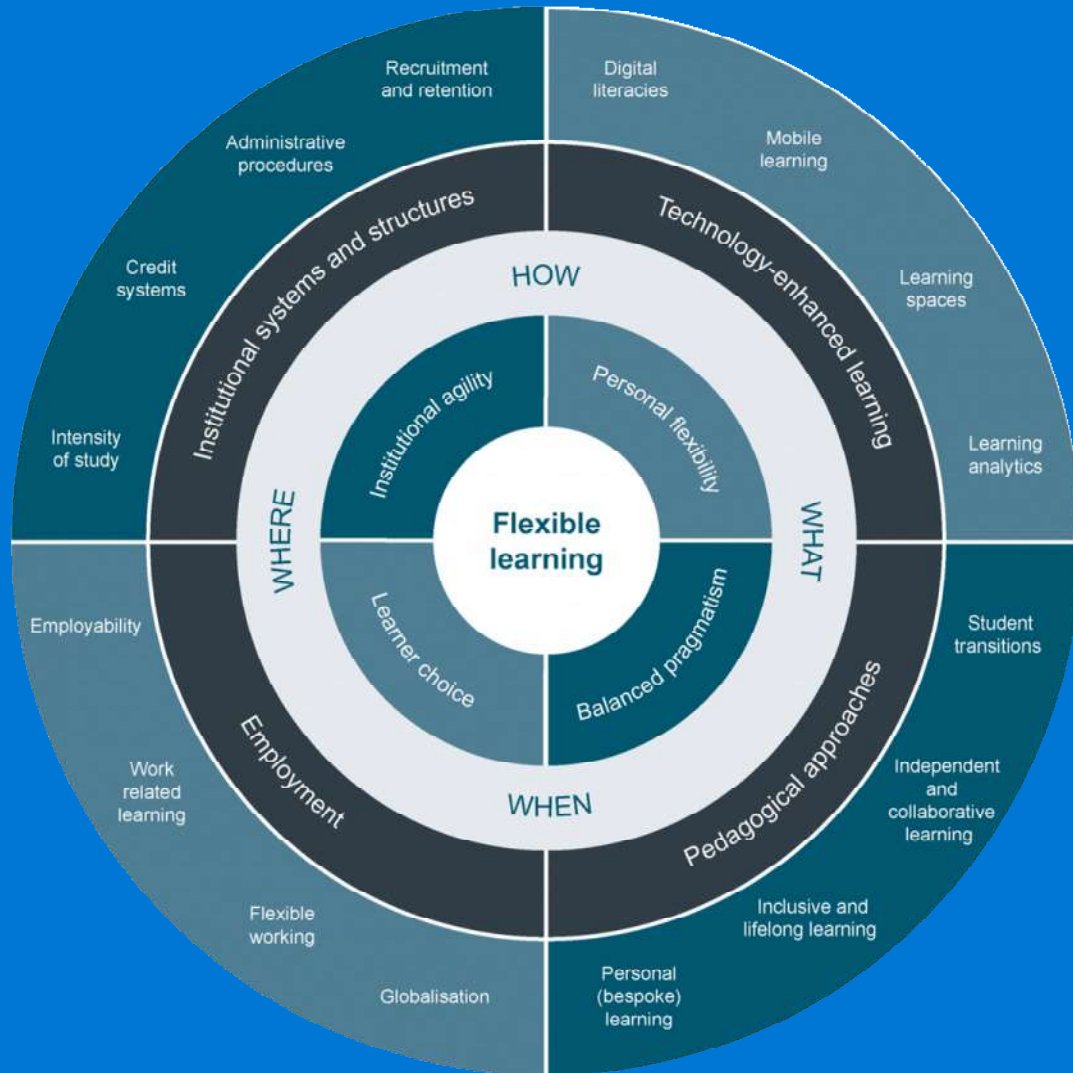 Recruitment
and retention
Administrative
procedures
Credit
systems
Intensity
of study
Digital
literacies
Mobile
learning
Learning
spaces
Learning
analytics
Institutional systems and structures
Technology-enhanced learning
HOW
WHERE
WHAT
WHEN
Institutional agility
Personal flexibility
Flexible
learning
Learner choice
Balanced pragmatism
Employment
Pedagogical approaches
Employability
Work
related
learning
Flexible
working
Globalisation
Student
transitions
Independent
and
collaborative
learning
Inclusive and
lifelong learning
Personal
(bespoke)
learning